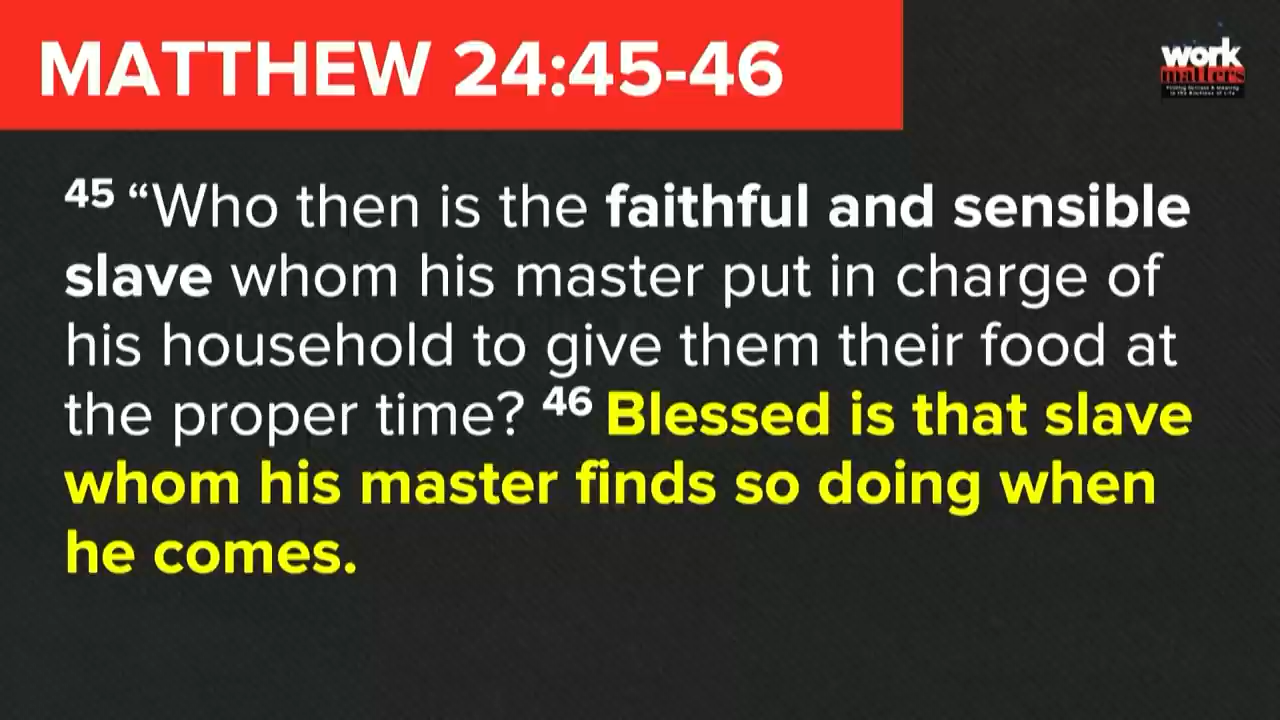 MATTHEW 24:45-46
work
matters
45 “Who then is the faithful and sensible
slave whom his master put in charge of
his household to give them their food at
the proper time? 46 Blessed is that slave
whom his master finds so doing when
he comes.